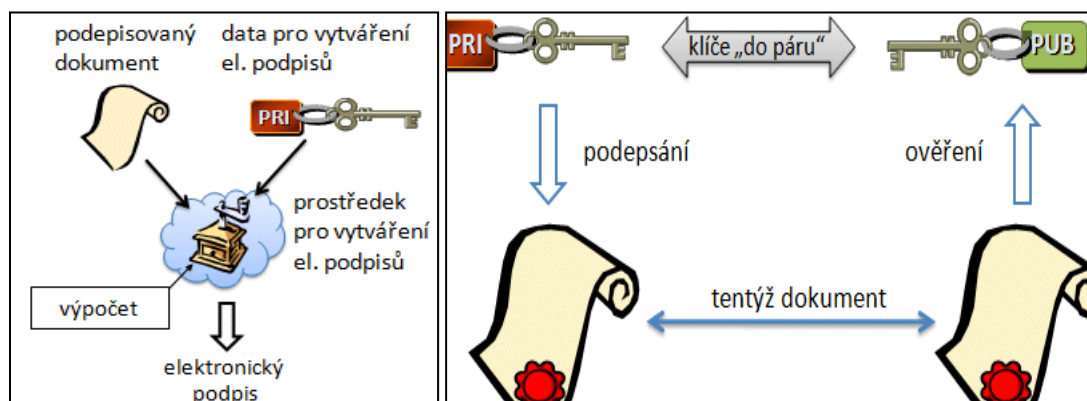 podepisovaný
dokument
data pro vytváření
el. podpisů
PRI
prostředek
pro vytváření
el. podpisů
výpočet
elektronický
podpis
PRI
klíče „do páru“
PUB
podepsání
ověření
tentýž dokument